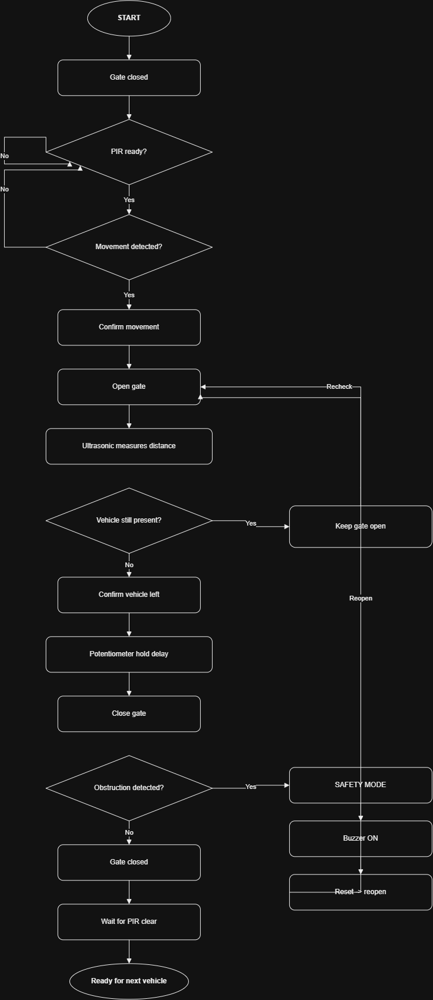 START
Gate closed
PIR ready?
No
No
Yes
Movement detected?
Yes
Confirm movement
Open gate
Recheck
Ultrasonic measures distance
Vehicle still present?
Yes
Keep gate open
No
Confirm vehicle left
Reopen
Potentiometer hold delay
Close gate
Obstruction detected?
Yes
SAFETY MODE
No
Buzzer ON
Gate closed
Reset -> reopen
Wait for PIR clear
Ready for next vehicle